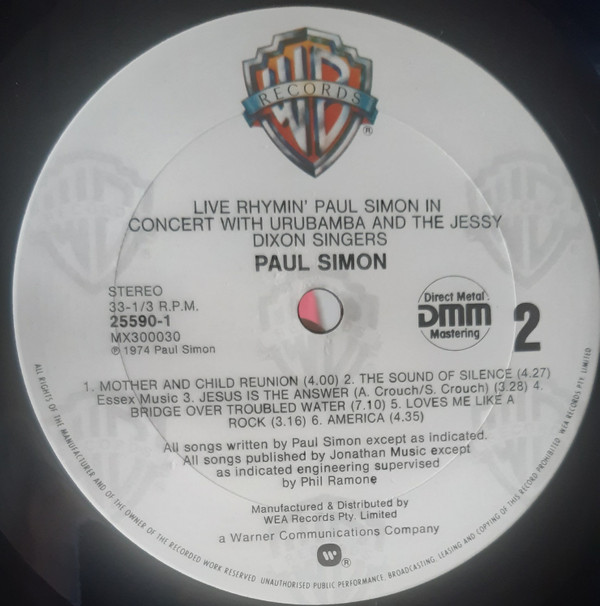 WB
RECORDS
®
LIVE RHYMIN' PAUL SIMON IN
CONCERT WITH URUBAMBA AND THE JESSY
DIXON SINGERS
PAUL SIMON
STEREO
33-1/3 R.P.M.
25590-1
MX300030
℗ 1974 Paul Simon
Direct Metal
DMM
Mastering
2
1. MOTHER AND CHILD REUNION (4.00) 2. THE SOUND OF SILENCE (4.27)
Essex Music 3. JESUS IS THE ANSWER (A. Crouch/S. Crouch) (3.28) 4.
BRIDGE OVER TROUBLED WATER (7.10) 5. LOVES ME LIKE A
ROCK (3.16) 6. AMERICA (4.35)
All songs written by Paul Simon except as indicated.
All songs published by Jonathan Music except
as indicated engineering supervised
by Phil Ramone
Manufactured & Distributed by
WEA Records Pty. Limited
a Warner Communications Company
W ®
ALL RIGHTS OF THE MANUFACTURER AND OF THE OWNER OF THE RECORDED WORK RESERVED UNAUTHORISED PUBLIC PERFORMANCE, BROADCASTING, LEASING AND COPYING OF THIS RECORD PROHIBITED. WEA RECORDS PTY. LIMITED